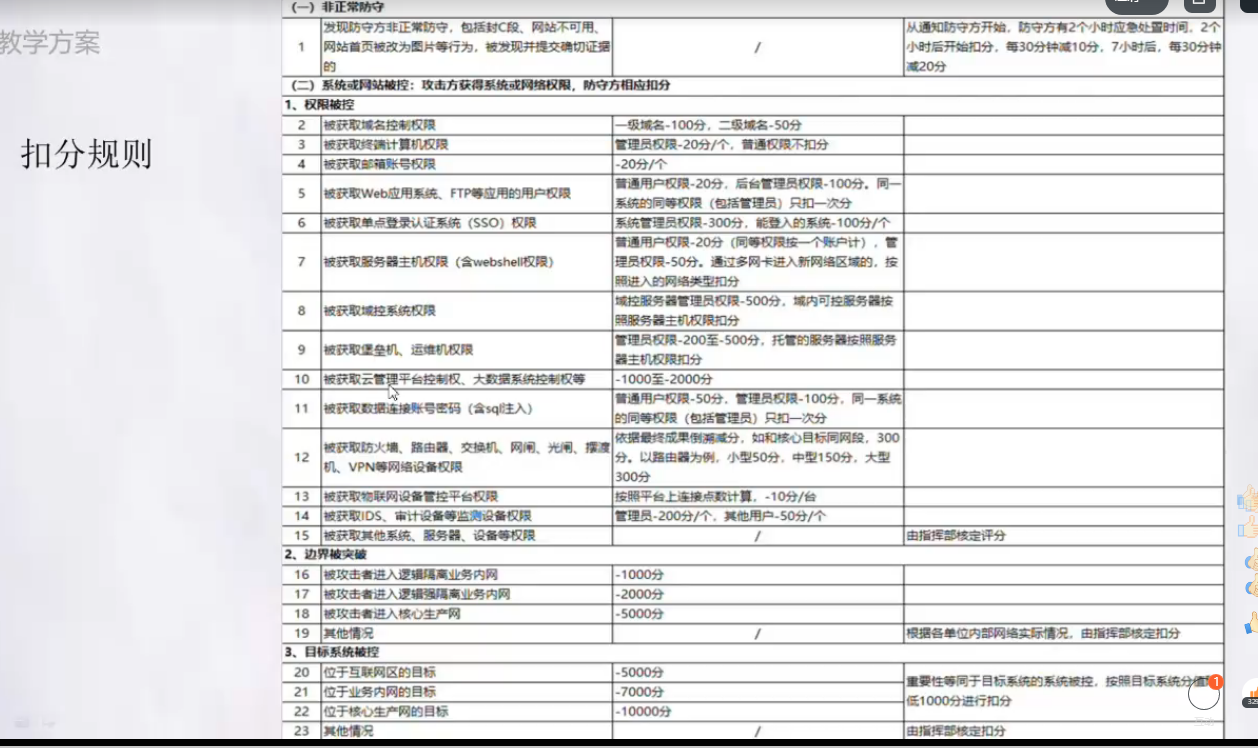 教学方案
扣分规则
（一）非正常防守
1 发现防守方非正常防守，包括封C段、网站不可用、
网站首页被改为图片等行为，被发现并提交确切证据
的
/
从通知防守方开始，防守方有2个小时应急处置时间，2个
小时后开始扣分，每30分钟减10分，7小时后，每30分钟
减20分
（二）系统或网站被控：攻击方获得系统或网络权限，防守方相应扣分
1、权限被控
2 被获取域名控制权限 一级域名-100分，二级域名-50分
3 被获取终端计算机权限 管理员权限-20分/个，普通权限不扣分
4 被获取邮箱账号权限 -20分/个
5 被获取Web应用系统、FTP等应用的用户权限
普通用户权限-20分，后台管理员权限-100分。同一
系统的同等权限（包括管理员）只扣一次分
6 被获取单点登录认证系统（SSO）权限 系统管理员权限-300分，能登入的系统-100分/个
7 被获取服务器主机权限（含webshell权限）
普通用户权限-20分（同等权限按一个账户计），管
理员权限-50分。通过多网卡进入新网络区域的，按
照进入的网络类型扣分
8 被获取域控系统权限
域控服务器管理员权限-500分，域内可控服务器按
照服务器主机权限扣分
9 被获取堡垒机、运维机权限
管理员权限-200至-500分，托管的服务器按照服务
器主机权限扣分
10 被获取云管理平台控制权、大数据系统控制权等 -1000至-2000分
11 被获取数据连接账号密码（含sql注入）
普通用户权限-50分，管理员权限-100分，同一系统
的同等权限（包括管理员）只扣一次分
12 被获取防火墙、路由器、交换机、网闸、光闸、摆渡
机、VPN等网络设备权限
依据最终成果倒溯减分，如和核心目标同网段，300
分。以路由器为例，小型50分，中型150分，大型
300分
13 被获取物联网设备管控平台权限 按照平台上连接点数计算，-10分/台
14 被获取IDS、审计设备等监测设备权限 管理员-200分/个，其他用户-50分/个
15 被获取其他系统、服务器、设备等权限 / 由指挥部核定评分
2、边界被突破
16 被攻击者进入逻辑隔离业务内网 -1000分
17 被攻击者进入逻辑强隔离业务内网 -2000分
18 被攻击者进入核心生产网 -5000分
19 其他情况 / 根据各单位内部网络实际情况，由指挥部核定扣分
3、目标系统被控
20 位于互联网区的目标 -5000分
21 位于业务内网的目标 -7000分
22 位于核心生产网的目标 -10000分
重要性等同于目标系统的系统被控，按照目标系统分值
低1000分进行扣分
23 其他情况 / 由指挥部核定扣分
1